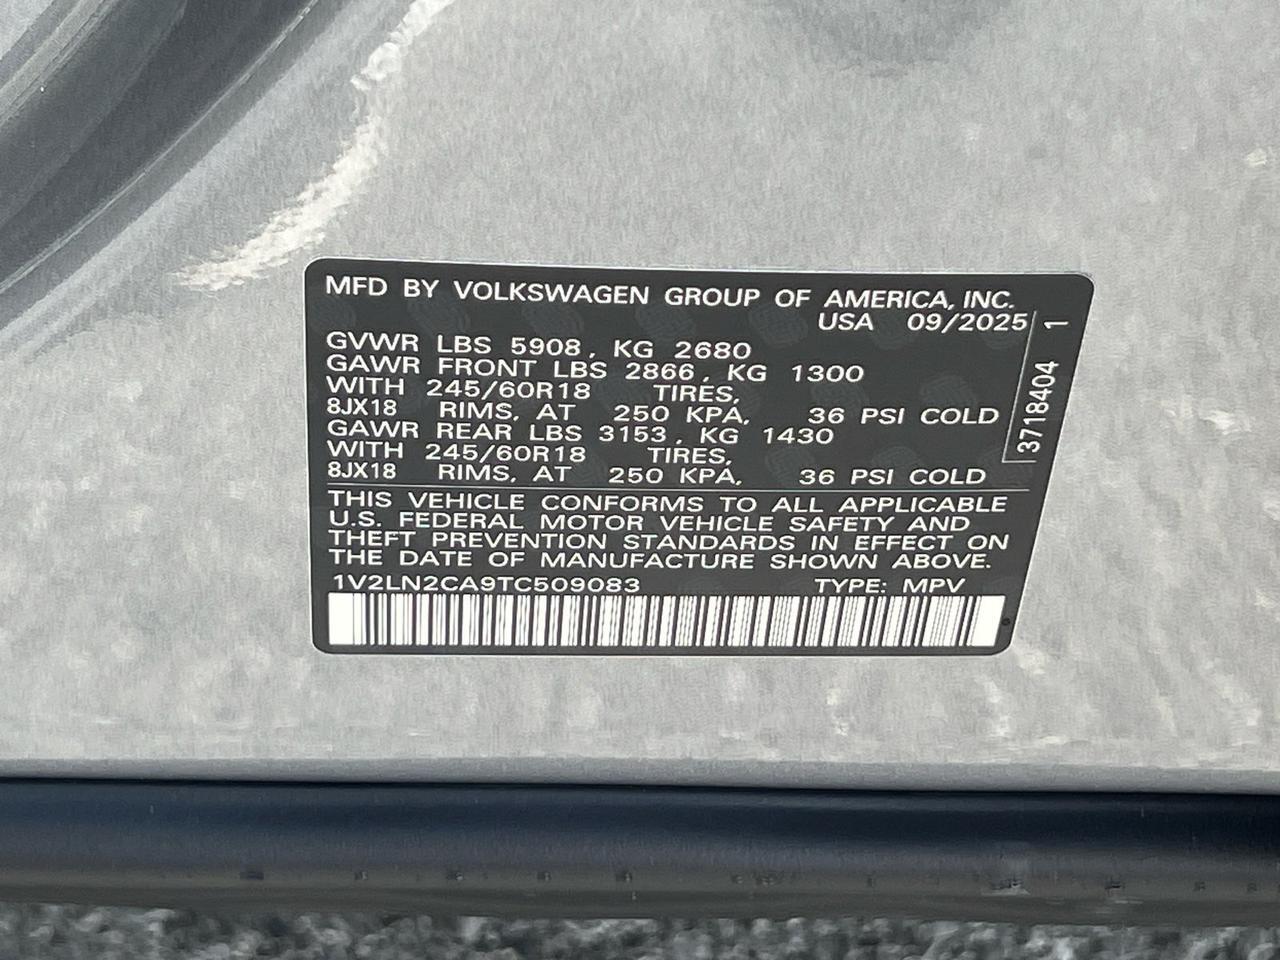 MFD BY VOLKSWAGEN GROUP OF AMERICA, INC.
USA 09/2025
GVWR LBS 5908, KG 2680
GAWR FRONT LBS 2866, KG 1300
WITH 245/60R18 TIRES,
8JX18 RIMS, AT 250 KPA, 36 PSI COLD
GAWR REAR LBS 3153, KG 1430
WITH 245/60R18 TIRES,
8JX18 RIMS, AT 250 KPA, 36 PSI COLD
THIS VEHICLE CONFORMS TO ALL APPLICABLE
U.S. FEDERAL MOTOR VEHICLE SAFETY AND
THEFT PREVENTION STANDARDS IN EFFECT ON
THE DATE OF MANUFACTURE SHOWN ABOVE.
1V2LN2CA9TC509083 TYPE: MPV
3718404 1